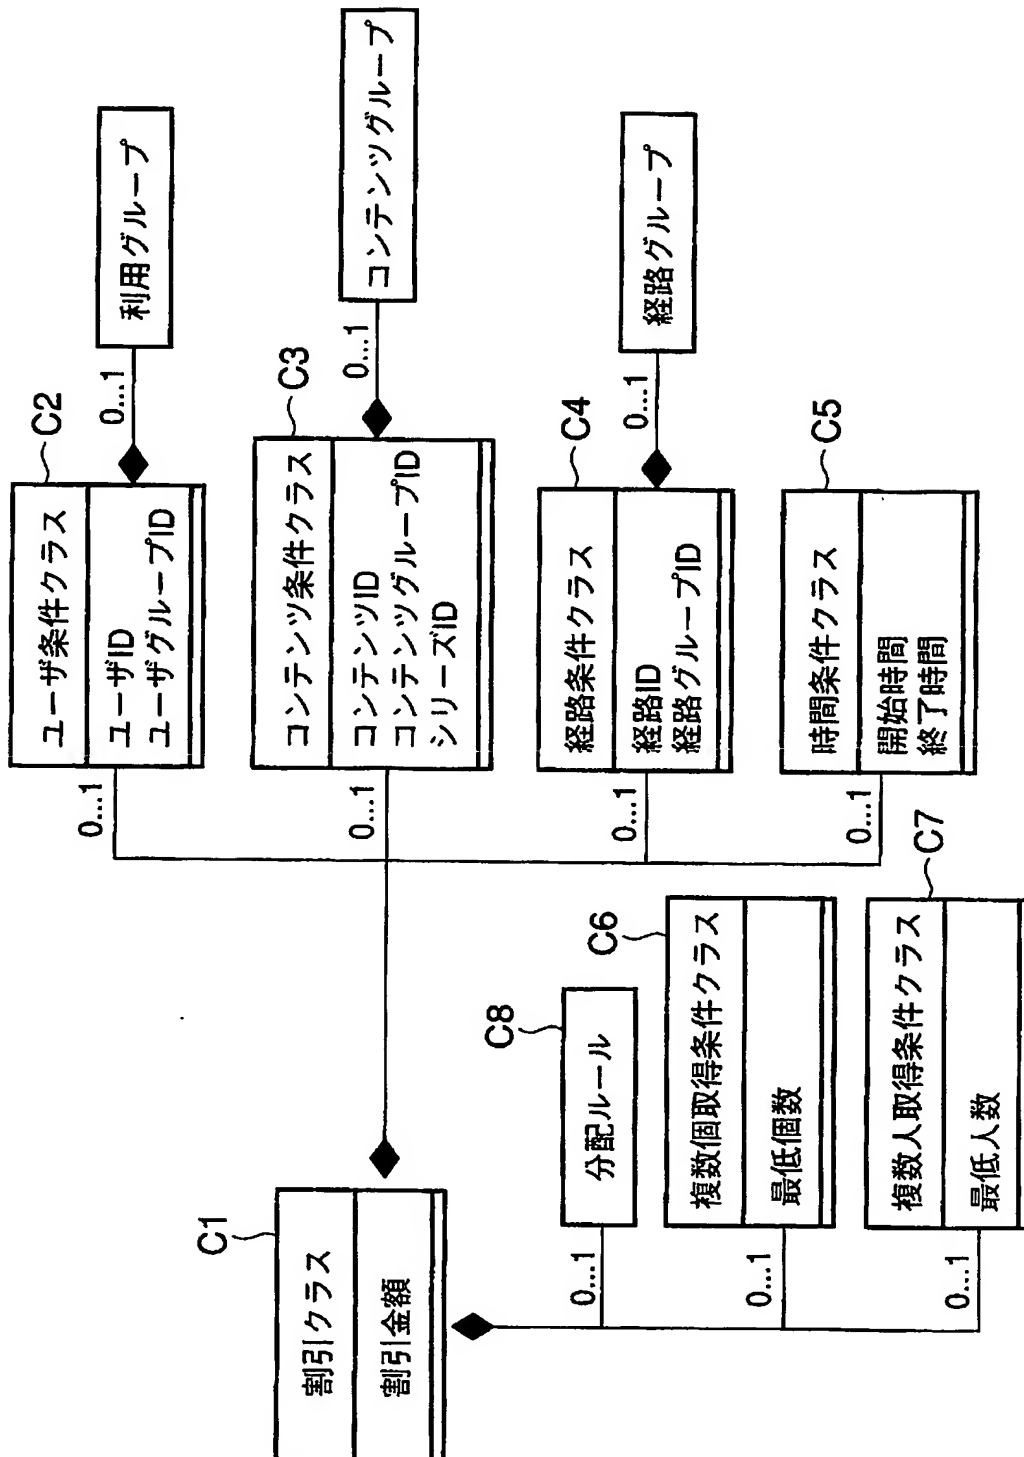 C1
割引クラス
割引金額
C2
ユーザ条件クラス
ユーザID
ユーザグループID
0...1
0...1
利用グループ
C3
コンテンツ条件クラス
コンテンツID
コンテンツグループID
シリーズID
0...1
0...1
コンテンツグループ
C4
経路条件クラス
経路ID
経路グループID
0...1
0...1
経路グループ
C5
時間条件クラス
開始時間
終了時間
0...1
C8
分配ルール
0...1
C6
複数個取得条件クラス
最低個数
0...1
C7
複数人取得条件クラス
最低人数
0...1